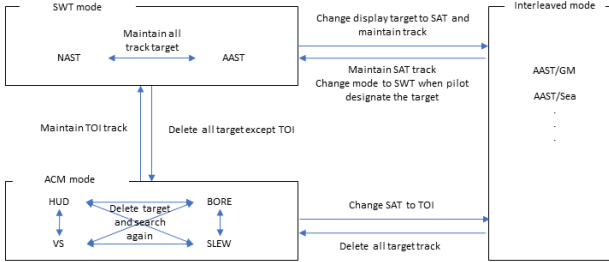 SWT mode
Interleaved mode
Maintain all
track target
NAST
AAST
Change display target to SAT and
maintain track
Maintain SAT track
Change mode to SWT when pilot
designate the target
AAST/GM
AAST/Sea
.
.
.
Maintain TOI track
Delete all target except TOI
ACM mode
HUD
BORE
Delete target
and search
again
VS
SLEW
Change SAT to TOI
Delete all target track